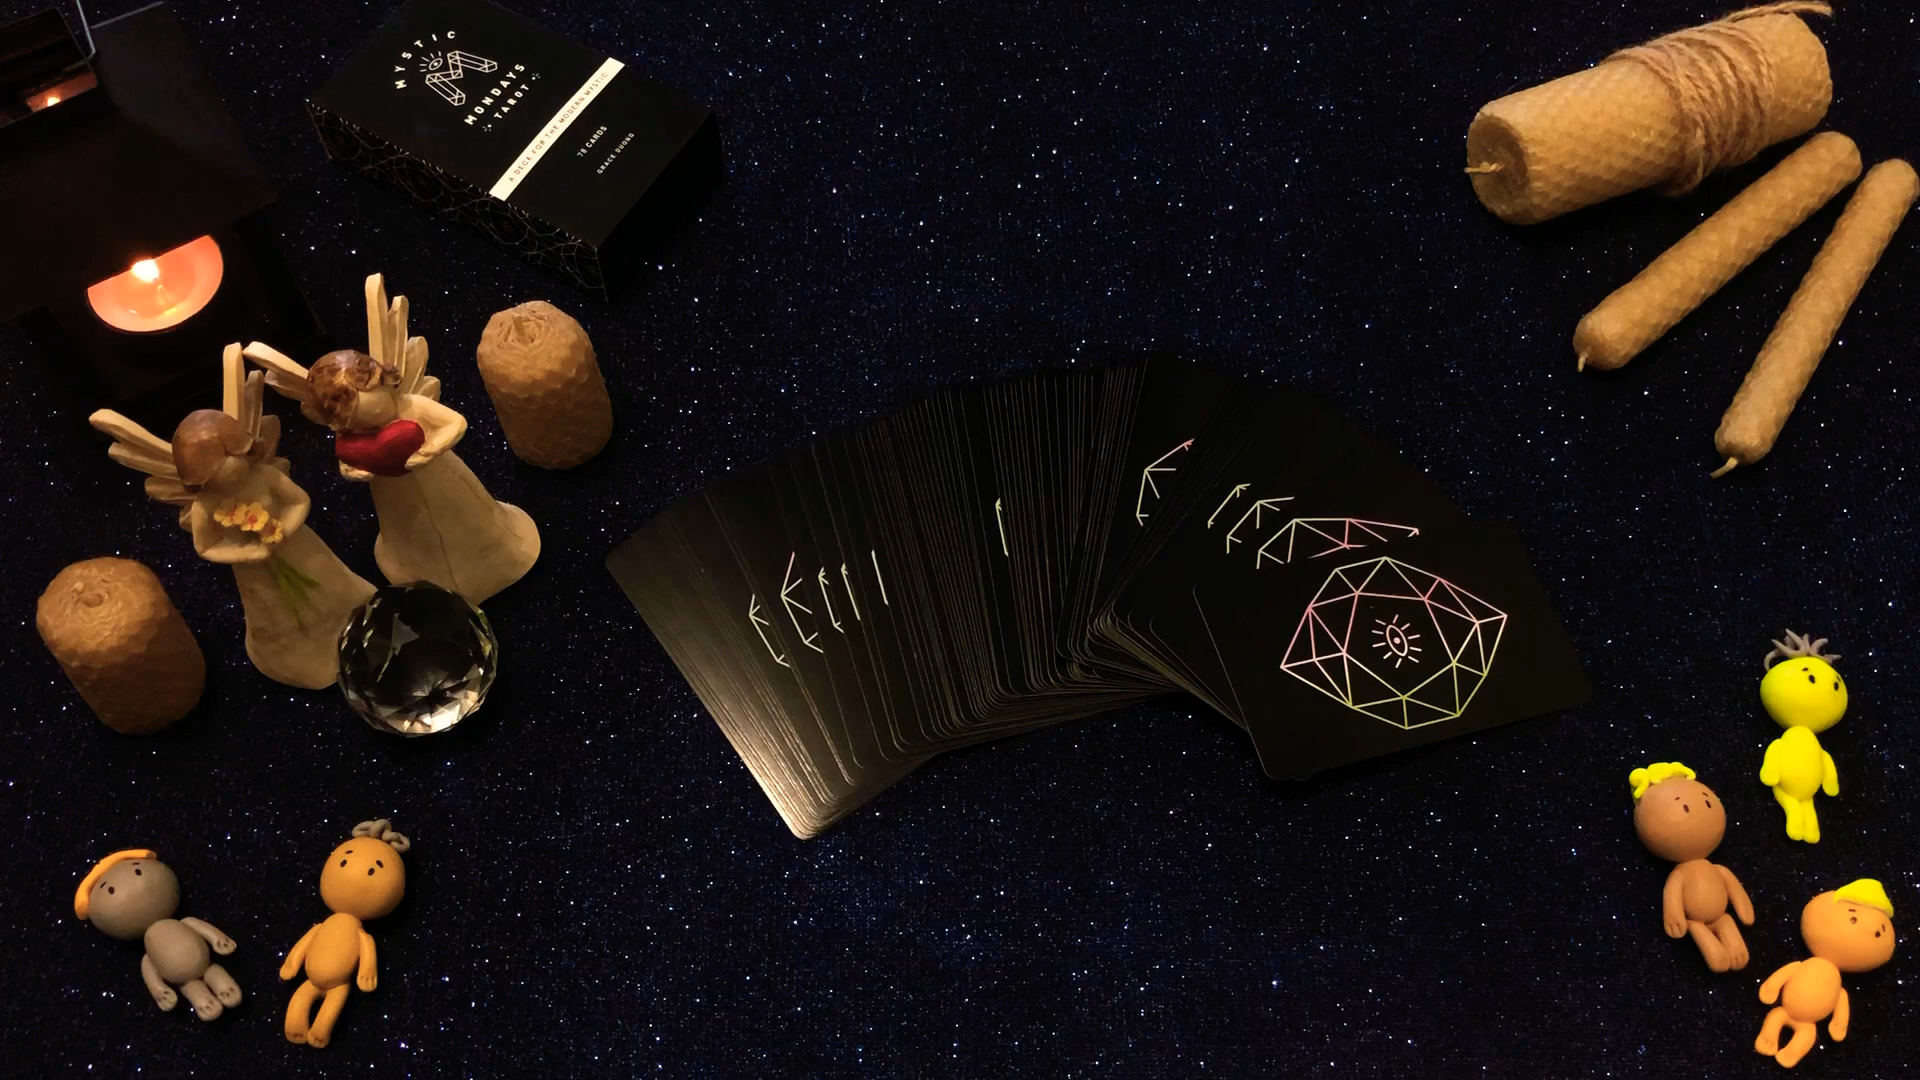 MYSTIC
M
MONDAYS
TAROT
A DECK FOR THE MODERN MYSTIC
78 CARDS
GRACE DUONG